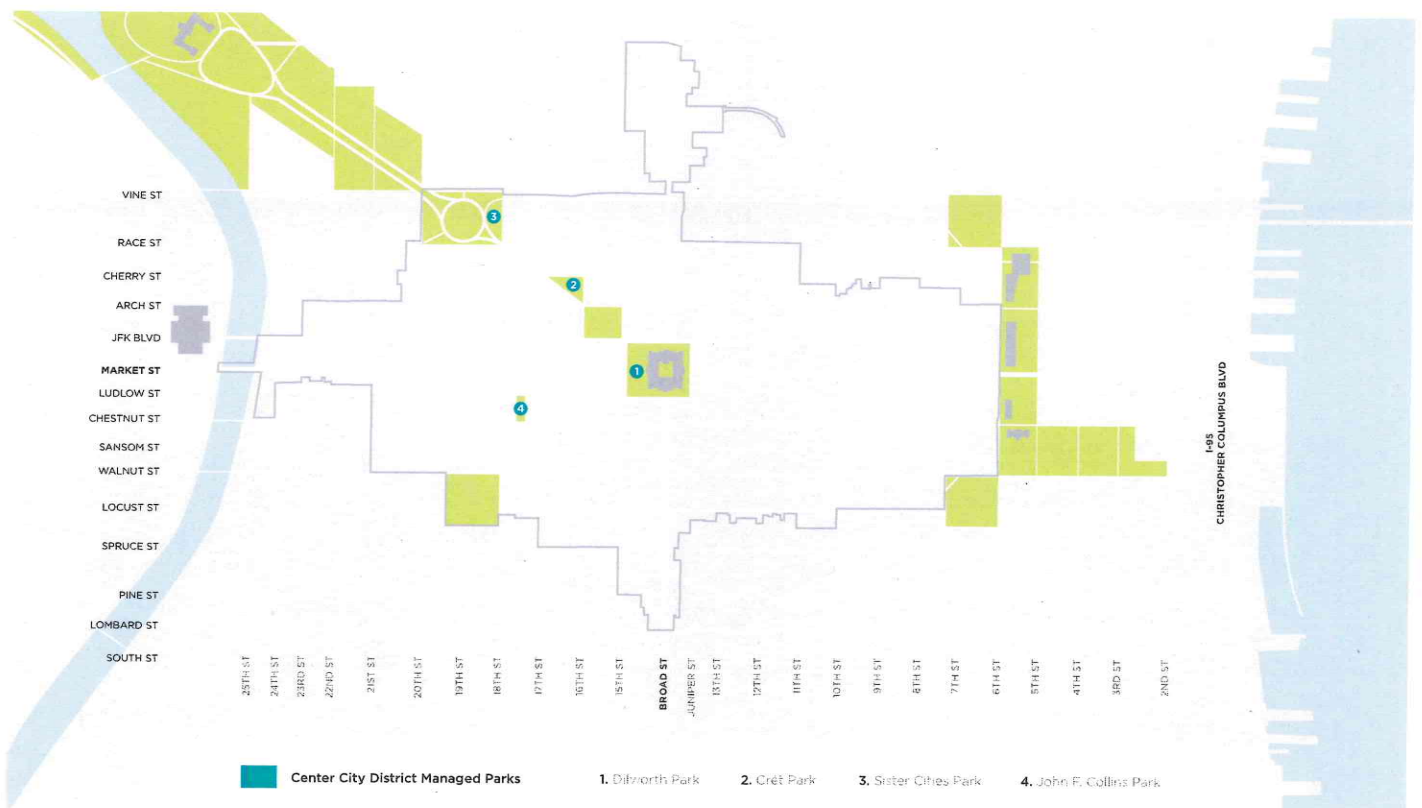 VINE ST
RACE ST
CHERRY ST
ARCH ST
JFK BLVD
MARKET ST
LUDLOW ST
CHESTNUT ST
SANSOM ST
WALNUT ST
LOCUST ST
SPRUCE ST
PINE ST
LOMBARD ST
SOUTH ST
3
2
1
4
I-95
CHRISTOPHER COLUMBUS BLVD
25TH ST
24TH ST
23RD ST
22ND ST
21ST ST
20TH ST
19TH ST
18TH ST
17TH ST
16TH ST
15TH ST
BROAD ST
JUNIPER ST
13TH ST
12TH ST
11TH ST
10TH ST
9TH ST
8TH ST
7TH ST
6TH ST
5TH ST
4TH ST
3RD ST
2ND ST
Center City District Managed Parks
1. Dilworth Park
2. Crét Park
3. Sister Cities Park
4. John F. Collins Park